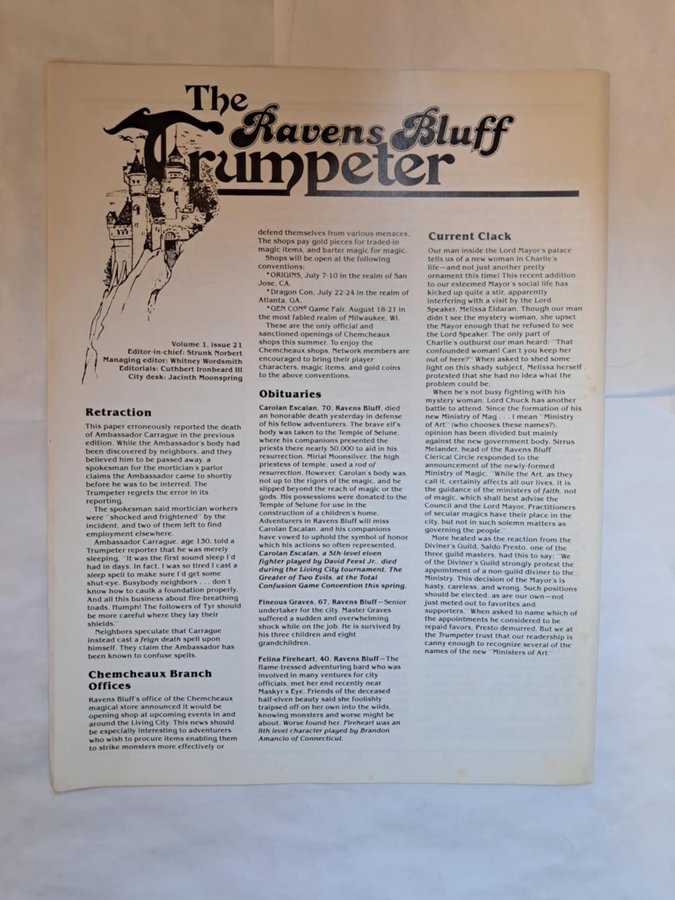 The
Ravens Bluff
Trumpeter
Volume 1, issue 21
Editor-in-chief: Strunk Norbert
Managing editor: Whitney Wordsmith
Editorials: Cuthbert Ironbeard III
City desk: Jacinth Moonspring
Retraction
This paper erroneously reported the death
of Ambassador Carrague in the previous
edition. While the Ambassador's body had
been discovered by neighbors, and they
believed him to be passed away, a
spokesman for the mortician's parlor
claims the Ambassador came to shortly
before he was to be interred. The
Trumpeter regrets the error in its
reporting.
The spokesman said mortician workers
were "shocked and frightened" by the
incident, and two of them left to find
employment elsewhere.
Ambassador Carrague, age 130, told a
Trumpeter reporter that he was merely
sleeping. "It was the first sound sleep I'd
had in days. In fact, I was so tired I cast a
sleep spell to make sure I'd get some
shut-eye. Busybody neighbors . . . don't
know how to caulk a foundation properly.
And all this business about fire-breathing
toads. Humph! The followers of Tyr should
be more careful where they lay their
shields."
Neighbors speculate that Carrague
instead cast a feign death spell upon
himself. They claim the Ambassador has
been known to confuse spells.
Chemcheaux Branch
Offices
Ravens Bluff's office of the Chemcheaux
magical store announced it would be
opening shop at upcoming events in and
around the Living City. This news should
be especially interesting to adventurers
who wish to procure items enabling them
to strike monsters more effectively or
defend themselves from various menaces.
The shops pay gold pieces for traded-in
magic items, and barter magic for magic.
Shops will be open at the following
conventions:
*ORIGINS, July 7-10 in the realm of San
Jose, CA.
*Dragon Con, July 22-24 in the realm of
Atlanta, GA.
*GEN CON® Game Fair, August 18-21 in
the most fabled realm of Milwaukee, WI.
These are the only official and
sanctioned openings of Chemcheaux
shops this summer. To enjoy the
Chemcheaux shops, Network members are
encouraged to bring their player
characters, magic items, and gold coins
to the above conventions.
Obituaries
Carolan Escalan, 70, Ravens Bluff, died
an honorable death yesterday in defense
of his fellow adventurers. The brave elf's
body was taken to the Temple of Selune,
where his companions presented the
priests there nearly 50,000 to aid in his
resurrection. Mirial Moonsilver, the high
priestess of temple, used a rod of
resurrection. However, Carolan's body was
not up to the rigors of the magic, and he
slipped beyond the reach of magic or the
gods. His possessions were donated to the
Temple of Selune for use in the
construction of a children's home.
Adventurers in Ravens Bluff will miss
Carolan Escalan, and his companions
have vowed to uphold the symbol of honor
which his actions so often represented.
Carolan Escalan, a 5th-level elven
fighter played by David Feest Jr., died
during the Living City tournament, The
Greater of Two Evils, at the Total
Confusion Game Convention this spring.
Fineous Graves, 67, Ravens Bluff—Senior
undertaker for the city, Master Graves
suffered a sudden and overwhelming
shock while on the job. He is survived by
his three children and eight
grandchildren.
Felina Fireheart, 40, Ravens Bluff—The
flame-tressed adventuring bard who was
involved in many ventures for city
officials, met her end recently near
Maskyr's Eye. Friends of the deceased
half-elven beauty said she foolishly
traipsed off on her own into the wilds,
knowing monsters and worse might be
about. Worse found her. Fireheart was an
6th level character played by Brandon
Amancio of Connecticut.
Current Clack
Our man inside the Lord Mayor's palace
tells us of a new woman in Charlie's
life—and not just another pretty
ornament this time! This recent addition
to our esteemed Mayor's social life has
kicked up quite a stir, apparently
interfering with a visit by the Lord
Speaker, Melissa Eldaran. Though our man
didn't see the mystery woman, she upset
the Mayor enough that he refused to see
the Lord Speaker. The only part of
Charlie's outburst our man heard: "That
confounded woman! Can't you keep her
out of here?" When asked to shed some
light on this shady subject, Melissa herself
protested that she had no idea what the
problem could be.
When he's not busy fighting with his
mystery woman, Lord Chuck has another
battle to attend. Since the formation of his
new Ministry of Mag . . . I mean "Ministry
of Art" (who chooses these names?),
opinion has been divided but mainly
against the new government body. Sirrus
Melander, head of the Ravens Bluff
Clerical Circle responded to the
announcement of the newly-formed
Ministry of Magic. "While the Art, as they
call it, certainly affects all our lives, it is
the guidance of the ministers of faith, not
of magic, which shall best advise the
Council and the Lord Mayor. Practitioners
of secular magics have their place in the
city, but not in such solemn matters as
governing the people."
More heated was the reaction from the
Diviner's Guild. Saldo Presto, one of the
three guild masters, had this to say: "We
of the Diviner's Guild strongly protest the
appointment of a non-guild diviner to the
Ministry. This decision of the Mayor's is
hasty, careless, and wrong. Such positions
should be elected, as are our own—not
just meted out to favorites and
supporters." When asked to name which of
the appointments he considered to be
repaid favors, Presto demurred. But we at
the Trumpeter trust that our readership is
canny enough to recognize several of the
names of the new "Ministers of Art."